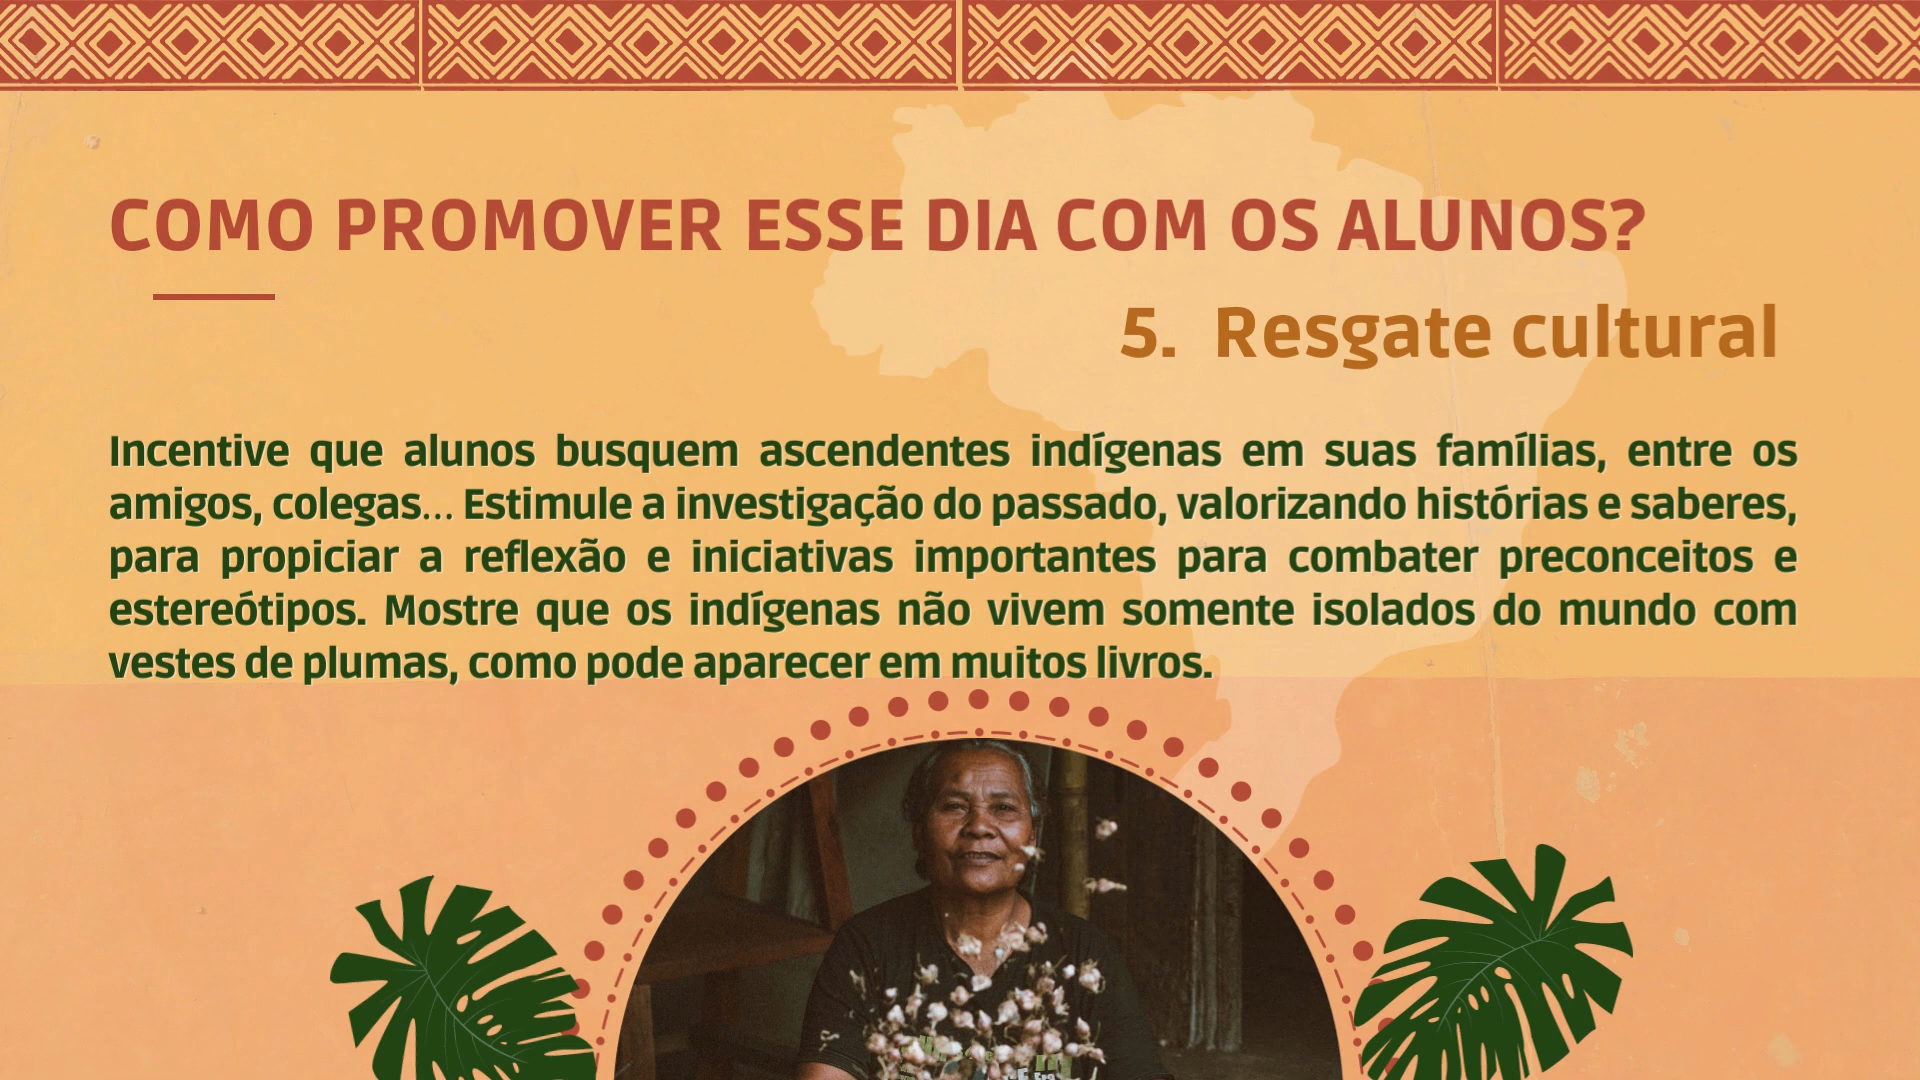 COMO PROMOVER ESSE DIA COM OS ALUNOS?
5. Resgate cultural
Incentive que alunos busquem ascendentes indígenas em suas famílias, entre os
amigos, colegas... Estimule a investigação do passado, valorizando histórias e saberes,
para propiciar a reflexão e iniciativas importantes para combater preconceitos e
estereótipos. Mostre que os indígenas não vivem somente isolados do mundo com
vestes de plumas, como pode aparecer em muitos livros.